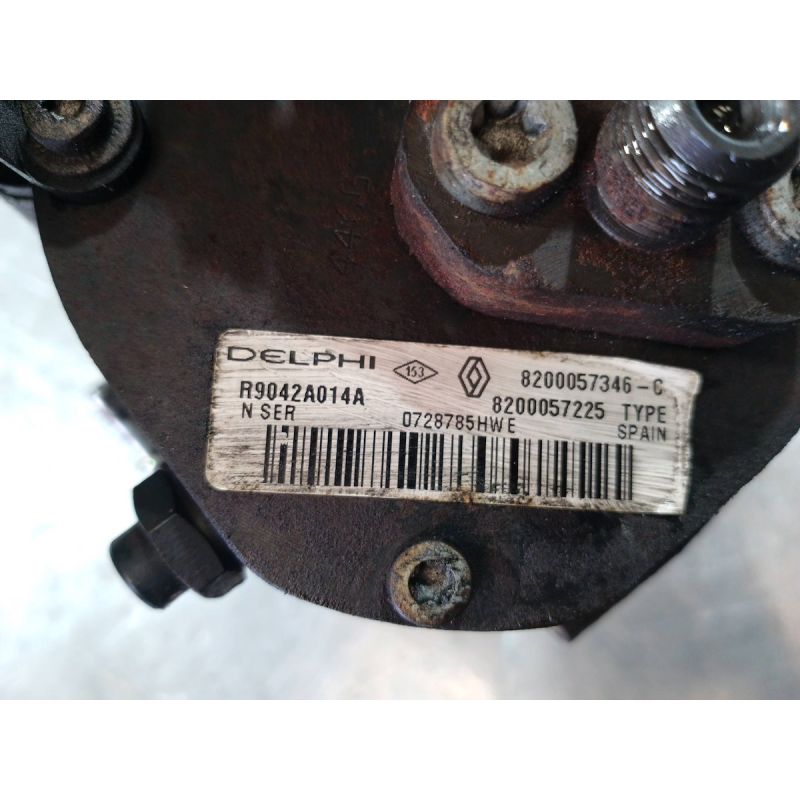 DELPHI 153 8200057346-C
R9042A014A 8200057225 TYPE
N SER 0728785HWE SPAIN
H